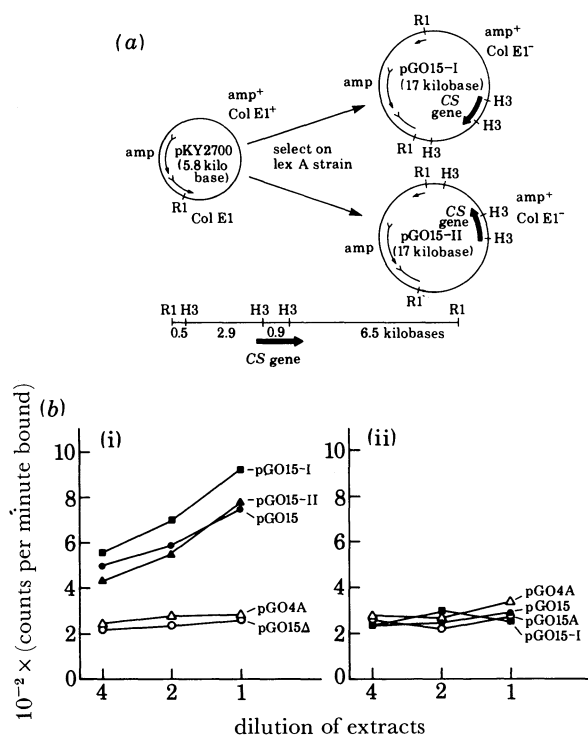 (a)
R1
amp+
Col E1-
pGO15-I
(17 kilobase)
CS
gene
amp
H3
H3
R1
H3
amp+
Col E1+
amp
pKY2700
(5.8 kilo
base)
R1
Col E1
select on
lex A strain
R1
H3
CS
gene
H3
H3
amp+
Col E1-
amp
pGO15-II
(17 kilobase)
R1
R1 H3 H3 H3 R1
0.5 2.9 0.9 6.5 kilobases
CS gene
(b)
10-2 × (counts per minute bound)
(i)
10
8
6
4
2
0
pGO15-I
pGO15-II
pGO15
pGO4A
pGO15Δ
4 2 1
(ii)
10
8
6
4
2
0
pGO4A
pGO15
pGO15A
pGO15-I
4 2 1
dilution of extracts